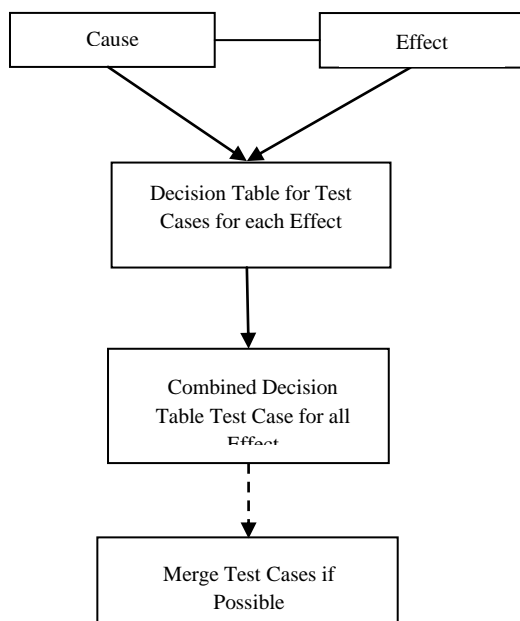 Cause
Effect
Decision Table for Test
Cases for each Effect
Combined Decision
Table Test Case for all
Effect
Merge Test Cases if
Possible